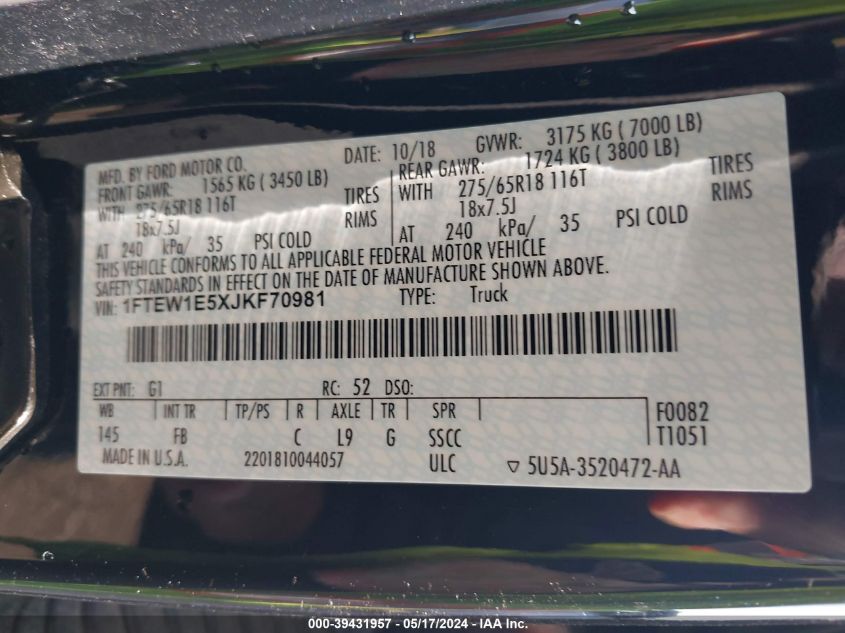 MFD. BY FORD MOTOR CO. DATE: 10/18 GVWR: 3175 KG ( 7000 LB)
FRONT GAWR: 1565 KG ( 3450 LB) REAR GAWR: 1724 KG ( 3800 LB)
WITH 275/65R18 116T TIRES WITH 275/65R18 116T TIRES
18x7.5J RIMS 18x7.5J RIMS
AT 240 kPa/ 35 PSI COLD AT 240 kPa/ 35 PSI COLD
THIS VEHICLE CONFORMS TO ALL APPLICABLE FEDERAL MOTOR VEHICLE
SAFETY STANDARDS IN EFFECT ON THE DATE OF MANUFACTURE SHOWN ABOVE.
VIN: 1FTEW1E5XJKF70981 TYPE: Truck
EXT PNT: G1 RC: 52 DSO:
WB INT TR TP/PS R AXLE TR SPR F0082
145 FB C L9 G SSCC T1051
MADE IN U.S.A. 2201810044057 ULC ▽ 5U5A-3520472-AA
000-39431957 - 05/17/2024 - IAA, Inc.